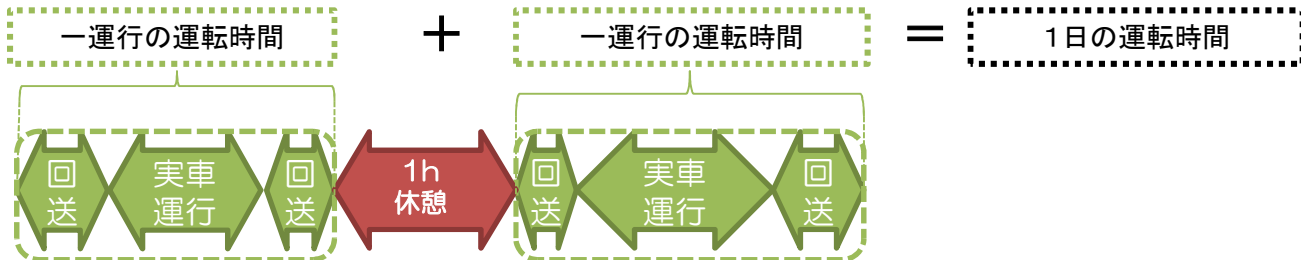 一運行の運転時間
＋
一運行の運転時間
＝
1日の運転時間
回送
実車
運行
回送
1h
休憩
回送
実車
運行
回送